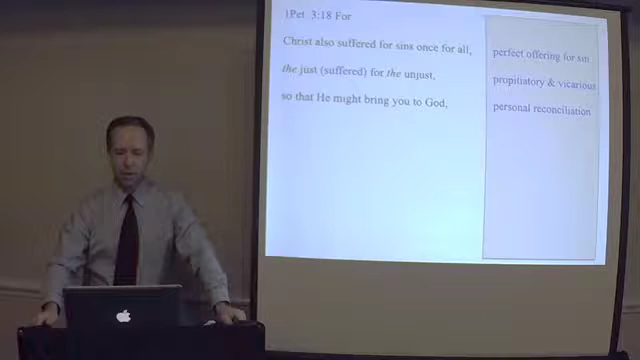 1Pet 3:18 For
Christ also suffered for sins once for all,
the just (suffered) for the unjust,
so that He might bring you to God,
perfect offering for sin
propitiatory & vicarious
personal reconciliation